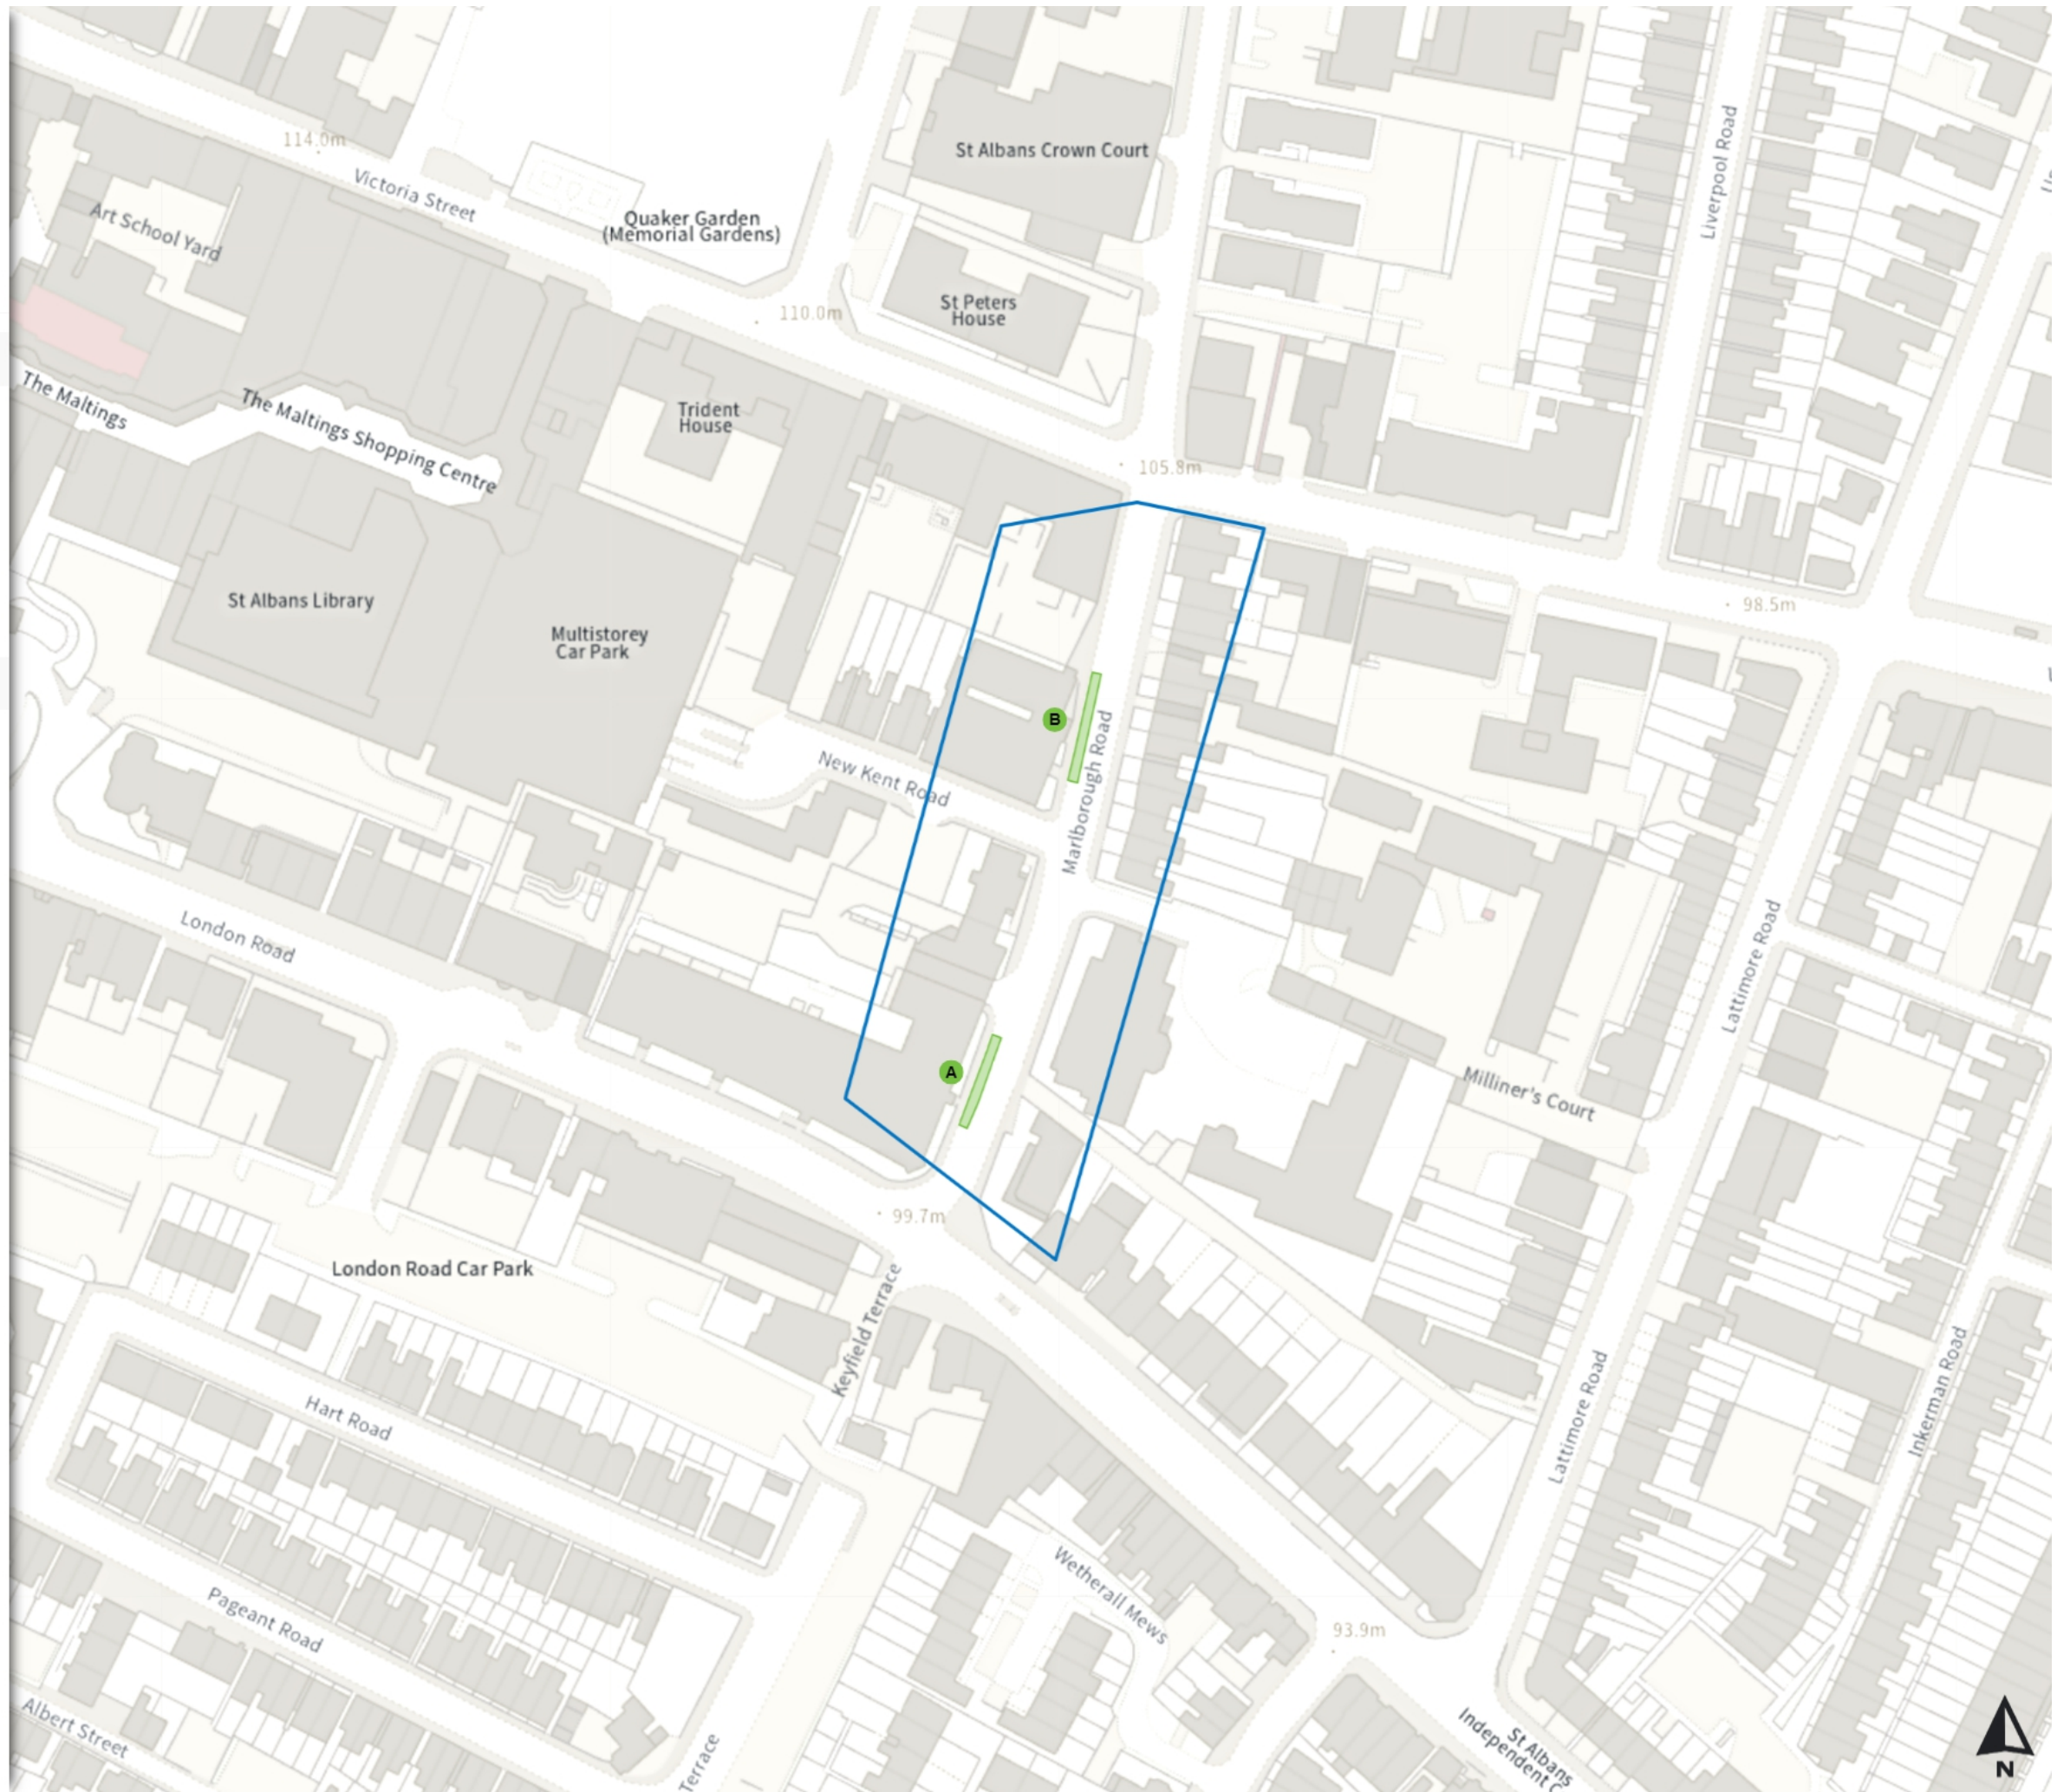 St Albans Crown Court
Liverpool Road
114.0m
Victoria Street
Art School Yard
Quaker Garden
(Memorial Gardens)
110.0m
St Peters
House
The Maltings
The Maltings Shopping Centre
Trident
House
105.8m
98.5m
St Albans Library
Multistorey
Car Park
B
New Kent Road
Marlborough Road
London Road
Lattimore Road
A
Milliner's Court
99.7m
London Road Car Park
Keyfield Terrace
Hart Road
Lattimore Road
Inkerman Road
Wetherall Mews
Pageant Road
93.9m
Albert Street
Terrace
St Albans
Independent C
N